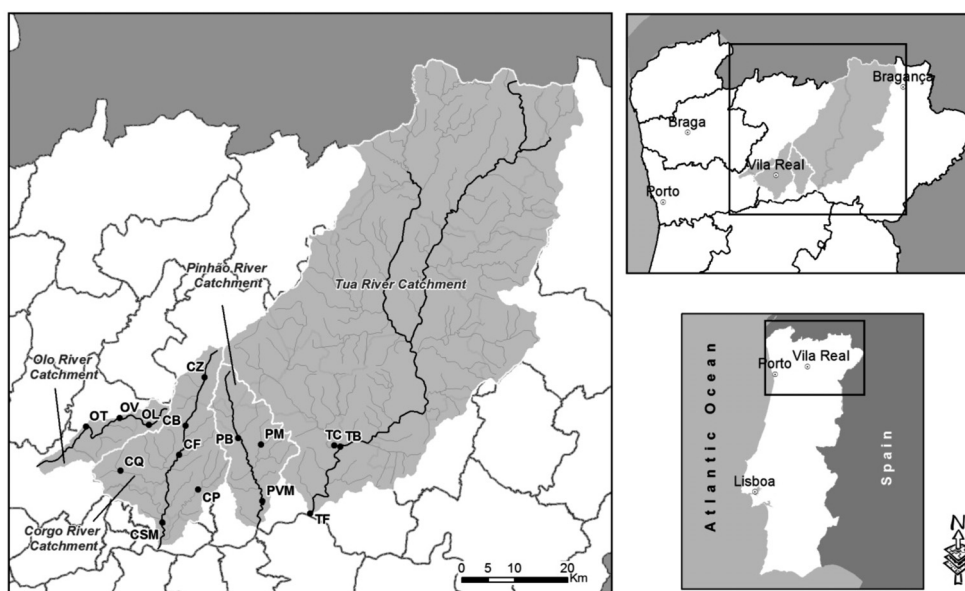 Pinhão River
Catchment
Tua River Catchment
Olo River
Catchment
CZ
OV
OL
OT
CB
CF
PB
PM
TC
TB
CQ
CP
PVM
TF
CSM
Corgo River
Catchment
0
5
10
20
Km
Bragança
Braga
Vila Real
Porto
Vila Real
Porto
Lisboa
Atlantic Ocean
Spain
N